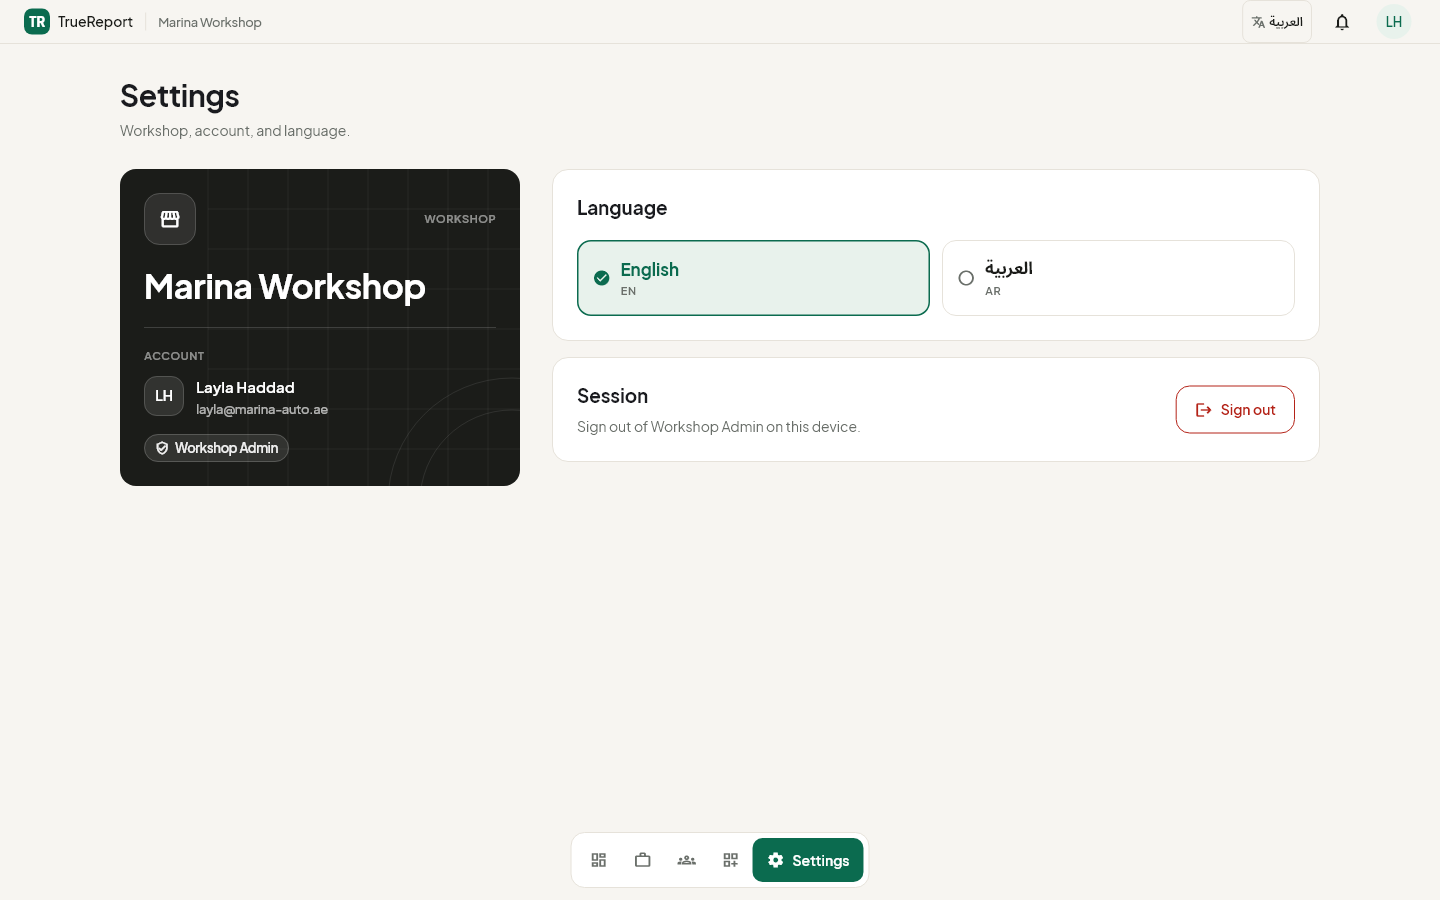 TR TrueReport Marina Workshop العربية LH
Settings
Workshop, account, and language.
WORKSHOP
Marina Workshop
ACCOUNT
LH
Layla Haddad
layla@marina-auto.ae
Workshop Admin
Language
English
EN
العربية
AR
Session
Sign out of Workshop Admin on this device.
Sign out
Settings